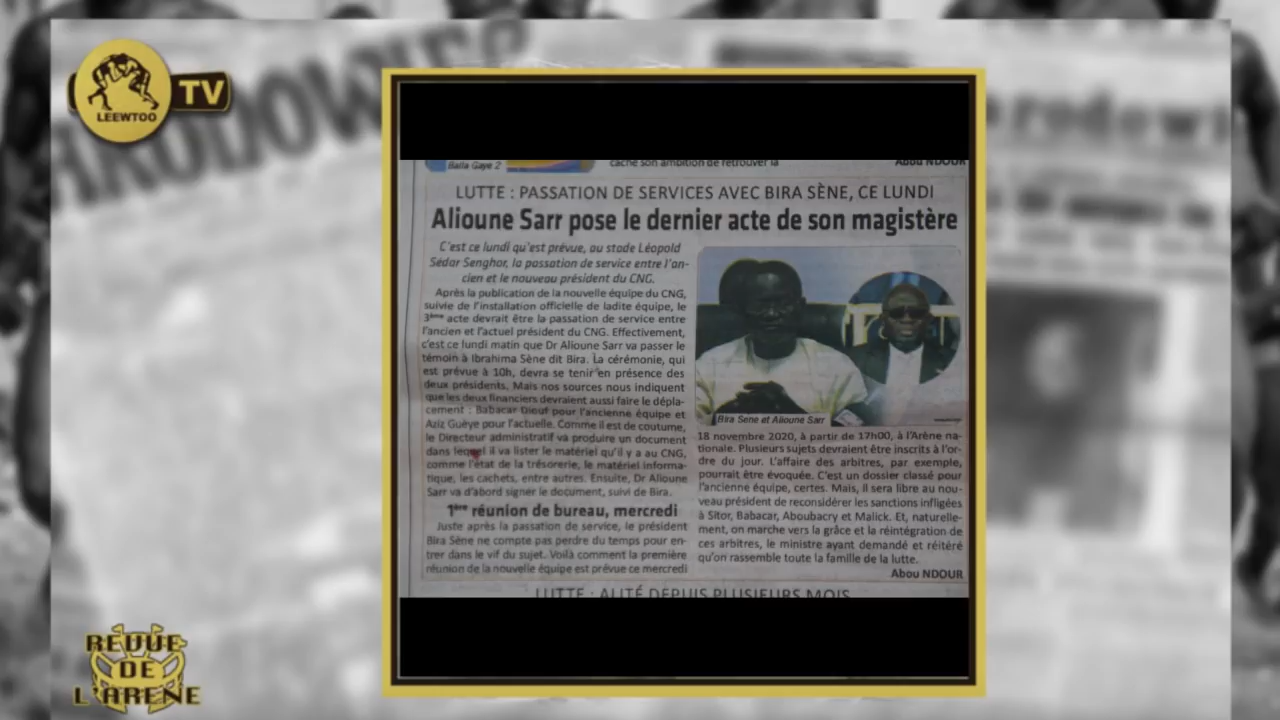 LEEWTOO
TV
Balla Gaye 2
caché son ambition de retrouver la
Abou NDOUR
LUTTE : PASSATION DE SERVICES AVEC BIRA SÈNE, CE LUNDI
Alioune Sarr pose le dernier acte de son magistère
C'est ce lundi qu'est prévue, au stade Léopold
Sédar Senghor, la passation de service entre l'an-
cien et le nouveau président du CNG.
Après la publication de la nouvelle équipe du CNG,
suivie de l'installation officielle de ladite équipe, le
3ème acte devrait être la passation de service entre
l'ancien et l'actuel président du CNG. Effectivement,
c'est ce lundi matin que Dr Alioune Sarr va passer le
témoin à Ibrahima Sène dit Bira. La cérémonie, qui
est prévue à 10h, devra se tenir en présence des
deux présidents. Mais nos sources nous indiquent
que les deux financiers devraient aussi faire le dépla-
cement : Babacar Diouf pour l'ancienne équipe et
Aziz Guèye pour l'actuelle. Comme il est de coutume,
le Directeur administratif va produire un document
dans lequel il va lister le matériel qu'il y a au CNG,
comme l'état de la trésorerie, le matériel informa-
tique, les cachets, entre autres. Ensuite, Dr Alioune
Sarr va d'abord signer le document, suivi de Bira.
1ère réunion de bureau, mercredi
Juste après la passation de service, le président
Bira Sène ne compte pas perdre du temps pour en-
trer dans le vif du sujet. Voilà comment la première
réunion de la nouvelle équipe est prévue ce mercredi
Bira Sene et Alioune Sarr
18 novembre 2020, à partir de 17h00, à l'Arène na-
tionale. Plusieurs sujets devraient être inscrits à l'or-
dre du jour. L'affaire des arbitres, par exemple,
pourrait être évoquée. C'est un dossier classé pour
l'ancienne équipe, certes. Mais, il sera libre au nou-
veau président de reconsidérer les sanctions infligées
à Sitor, Babacar, Aboubacry et Malick. Et, naturelle-
ment, on marche vers la grâce et la réintégration de
ces arbitres, le ministre ayant demandé et réitéré
qu'on rassemble toute la famille de la lutte.
Abou NDOUR
LUTTE : ALITÉ DEPUIS PLUSIEURS MOIS
REVUE
DE
L'ARENE